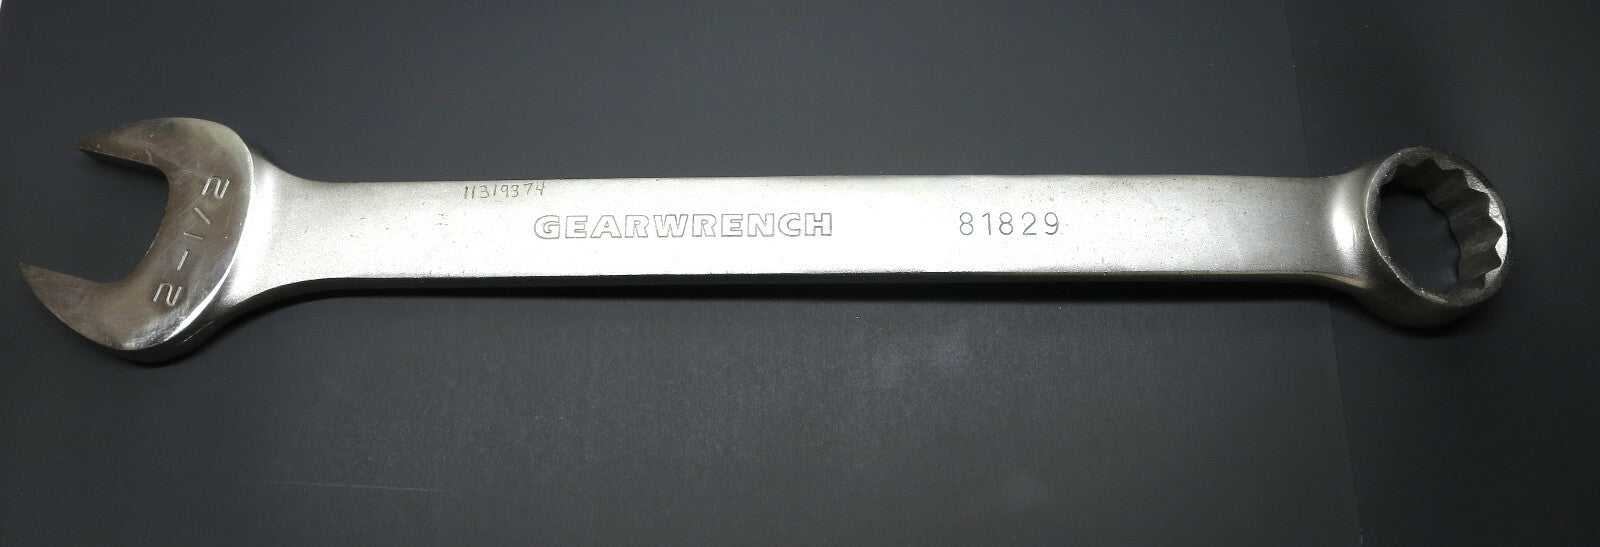 2-1/2
11319374
GEARWRENCH
81829